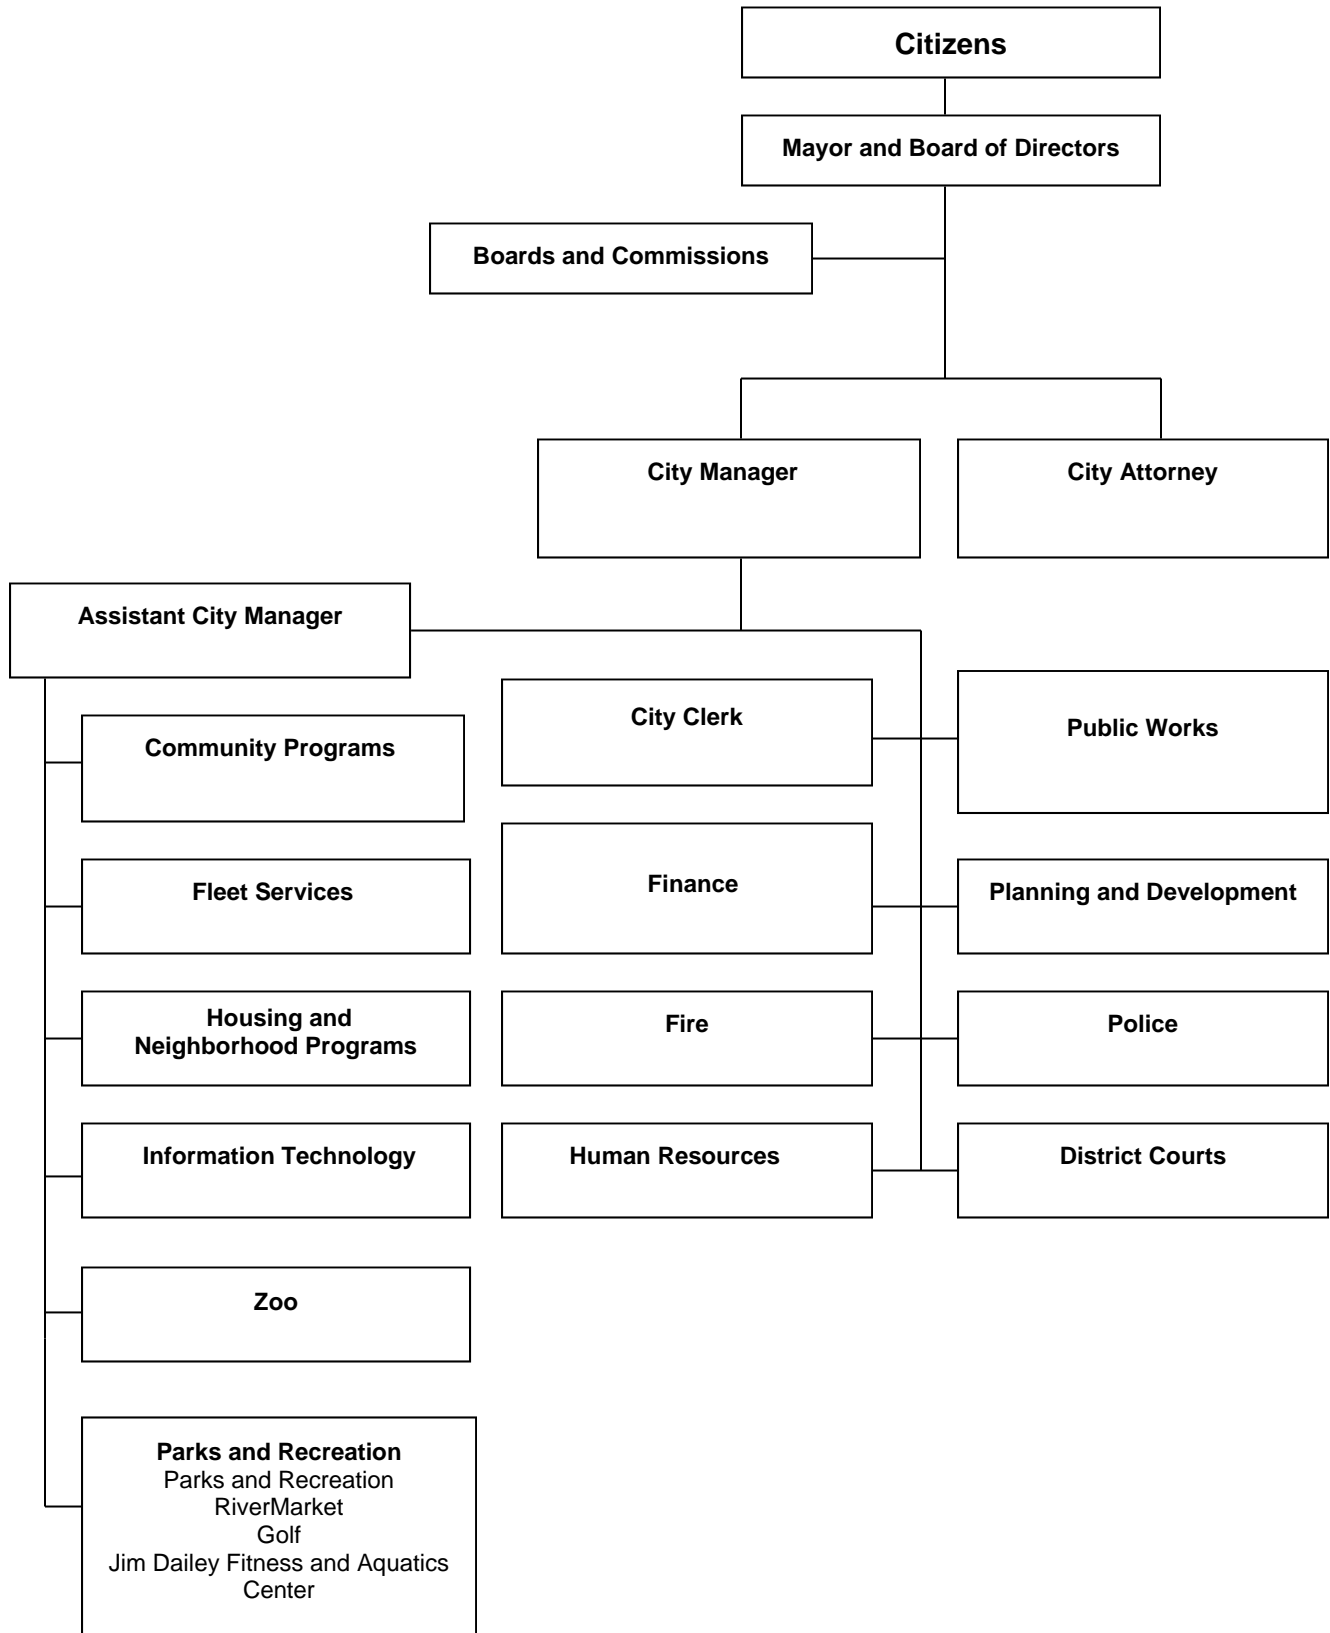 Citizens
Mayor and Board of Directors
Boards and Commissions
City Manager
City Attorney
Assistant City Manager
City Clerk
Public Works
Community Programs
Finance
Fleet Services
Planning and Development
Housing and
Neighborhood Programs
Fire
Police
Information Technology
Human Resources
District Courts
Zoo
Parks and Recreation
Parks and Recreation
RiverMarket
Golf
Jim Dailey Fitness and Aquatics
Center